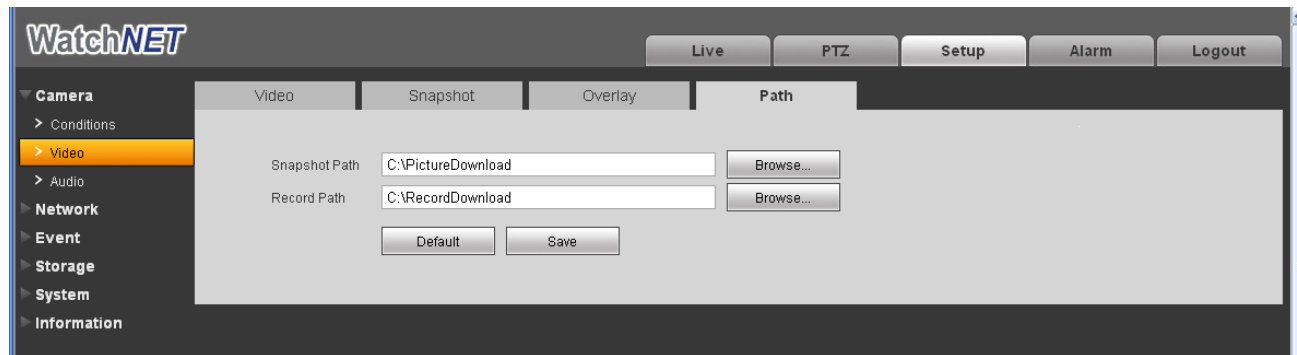 WatchNET
Live PTZ Setup Alarm Logout
Camera
Video Snapshot Overlay Path
> Conditions
> Video
Snapshot Path C:\PictureDownload Browse...
> Audio
Record Path C:\RecordDownload Browse...
Network
Event
Default Save
Storage
System
Information